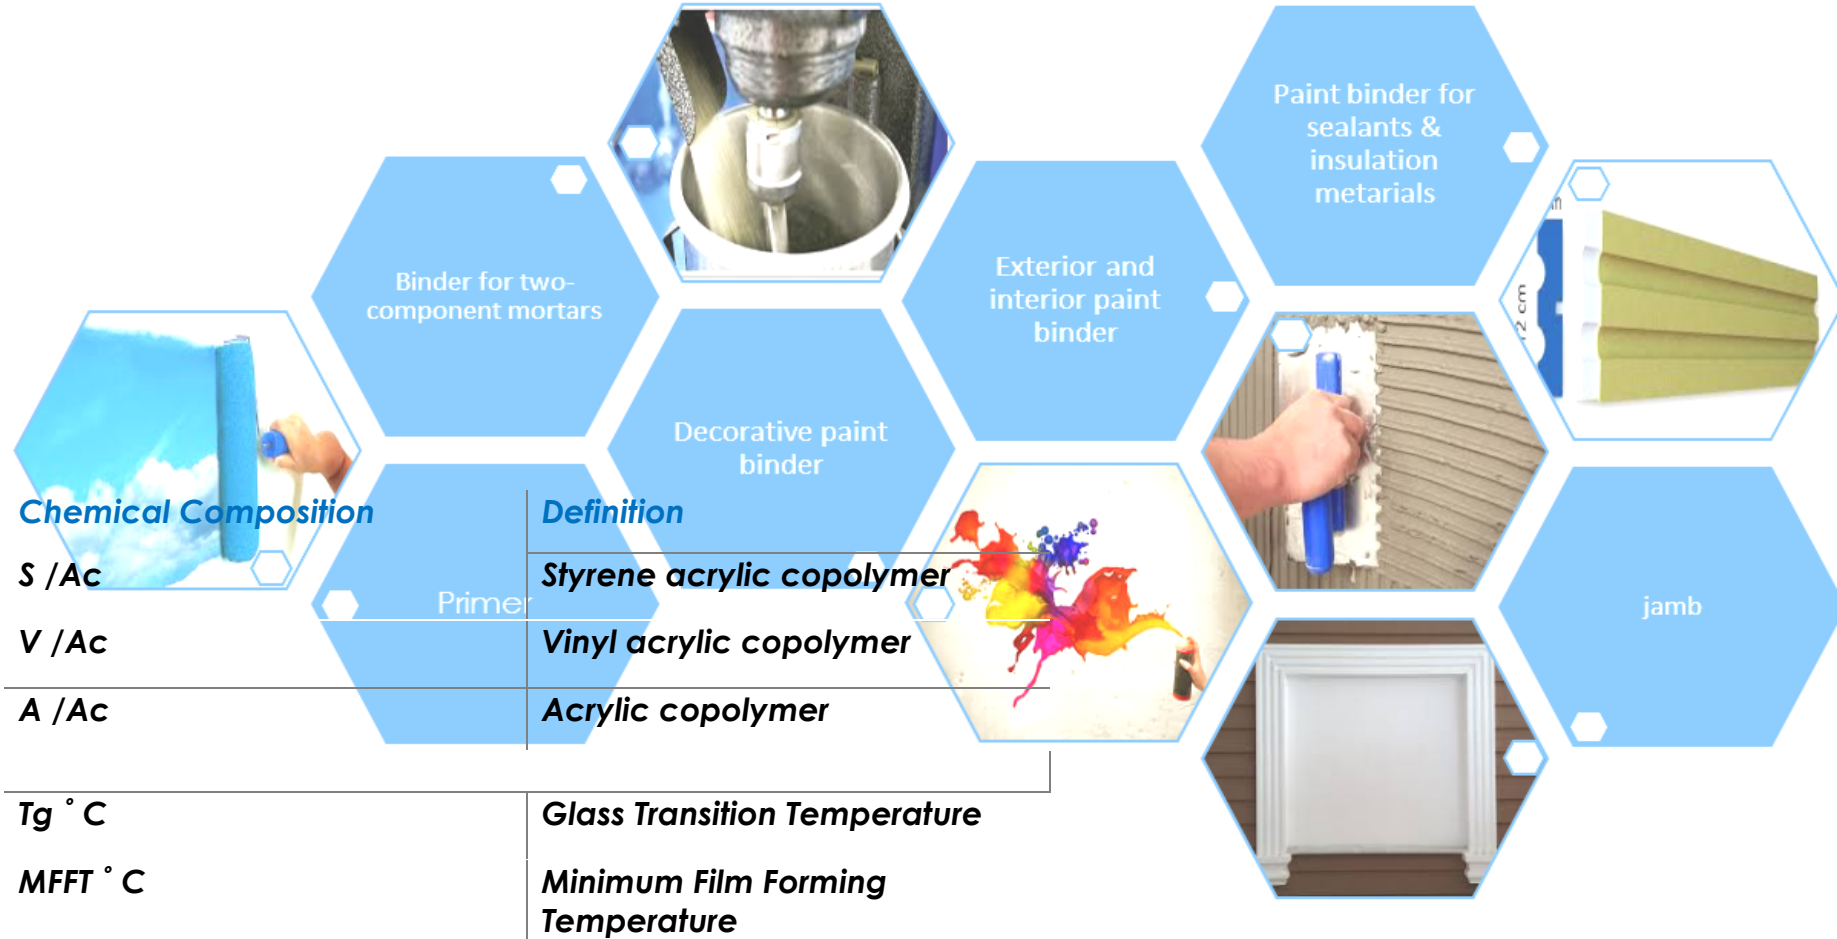 Paint binder for
sealants &
insulation
metarials
Binder for two-
component mortars
Exterior and
interior paint
binder
12 cm
Decorative paint
binder
Primer
jamb
Chemical Composition Definition
S /Ac Styrene acrylic copolymer
V /Ac Vinyl acrylic copolymer
A /Ac Acrylic copolymer
Tg ° C Glass Transition Temperature
MFFT ° C Minimum Film Forming
Temperature